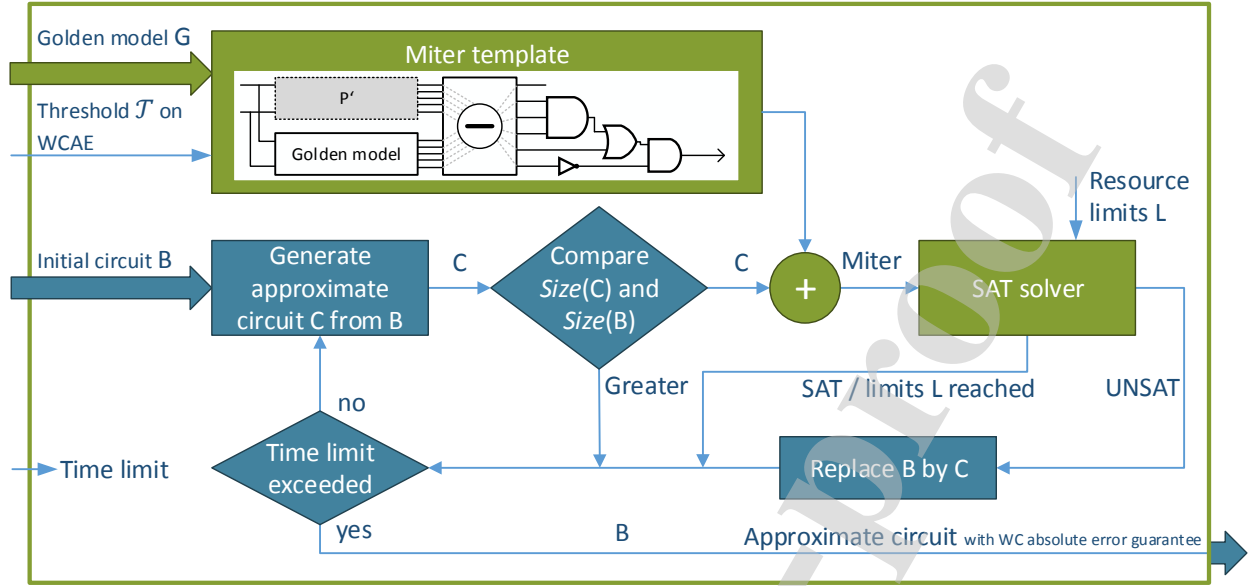 Golden model G
Threshold 𝒯 on
WCAE
Miter template
P'
Golden model
−
Resource
limits L
Initial circuit B
Generate
approximate
circuit C from B
C
Compare
Size(C) and
Size(B)
C
+
Miter
SAT solver
Greater
SAT / limits L reached
UNSAT
no
Time limit
Time limit
exceeded
Replace B by C
yes
B
Approximate circuit with WC absolute error guarantee
-proof